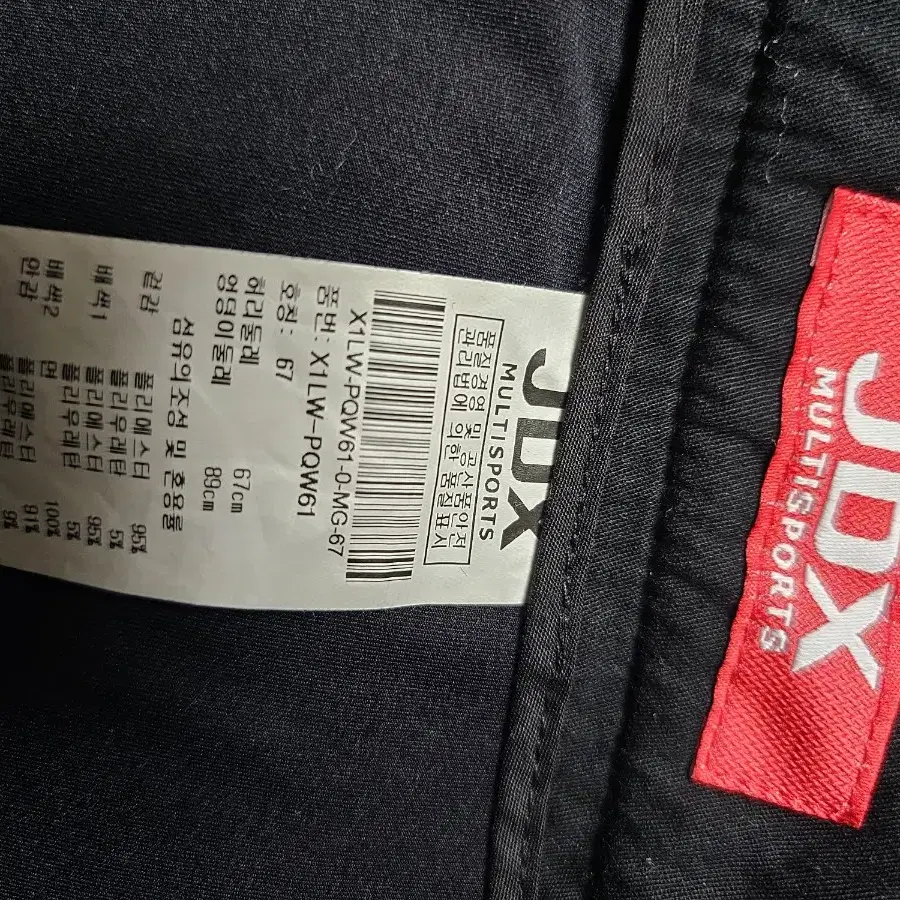 JDX
MULTISPORTS
품질경영 및 공산품안전
관리법에 의한 품질표시
X1LW-PQW61-0-MG-67
품번: X1LW-PQW61
호칭: 67
허리둘레 67cm
엉덩이둘레 89cm
섬유의 조성 및 혼용률
겉감 폴리에스터 95%
폴리우레탄 5%
배색1 폴리에스터 95%
폴리우레탄 5%
배색2 면 100%
안감 폴리에스터 91%
폴리우레탄 9%
JDX
MULTISPORTS